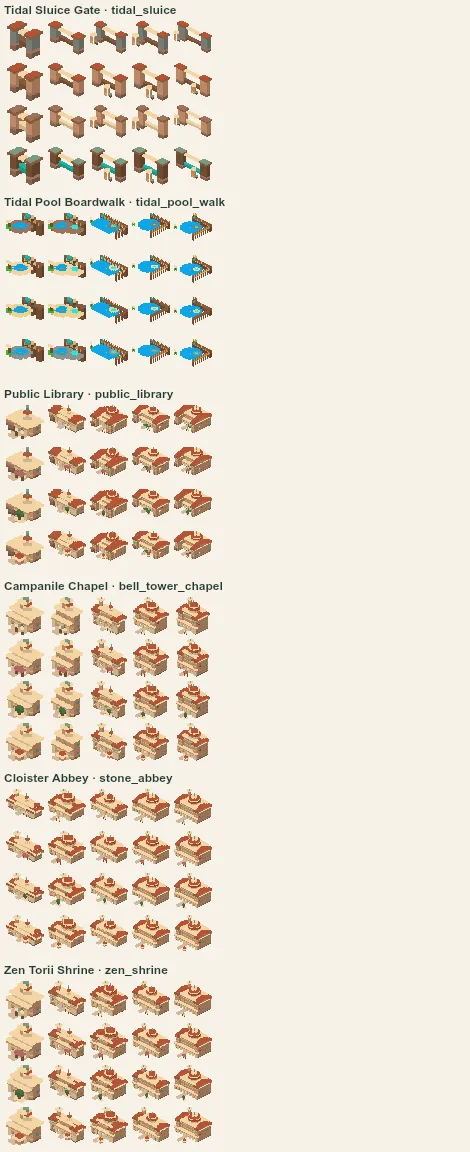 Tidal Sluice Gate · tidal_sluice
Tidal Pool Boardwalk · tidal_pool_walk
Public Library · public_library
Campanile Chapel · bell_tower_chapel
Cloister Abbey · stone_abbey
Zen Torii Shrine · zen_shrine